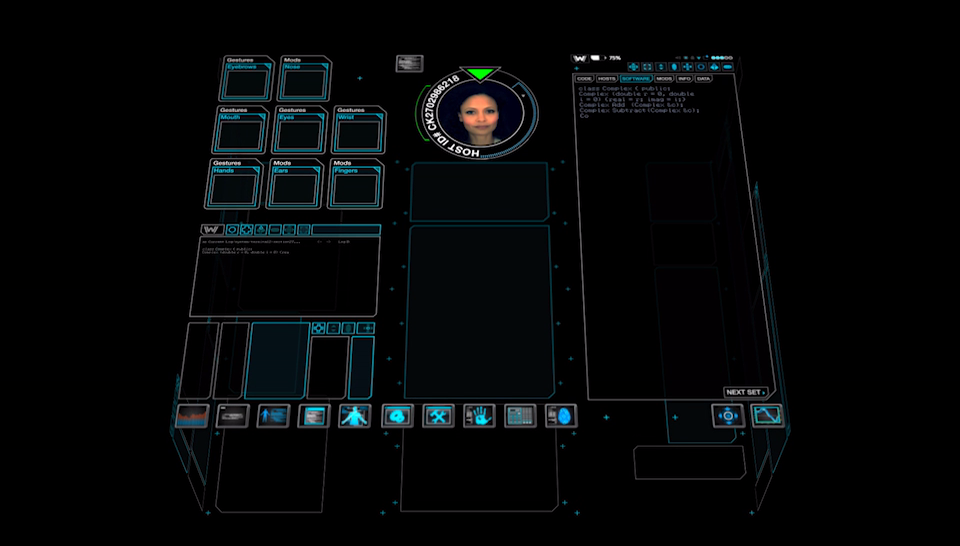 Gestures
Eyebrows
Mods
Nose
Gestures
Mouth
Gestures
Eyes
Gestures
Wrist
Gestures
Hands
Mods
Ears
Mods
Fingers
HOST ID# CK2702986218
W
75%
CODE
HOSTS
SOFTWARE
MODS
INFO
DATA
class Complex { public:
Complex (double r = 0, double
i = 0) {real = r; imag = i;}
Complex Add (Complex &c);
Complex Subtract(Complex &c);
Co
W
NEXT SET >